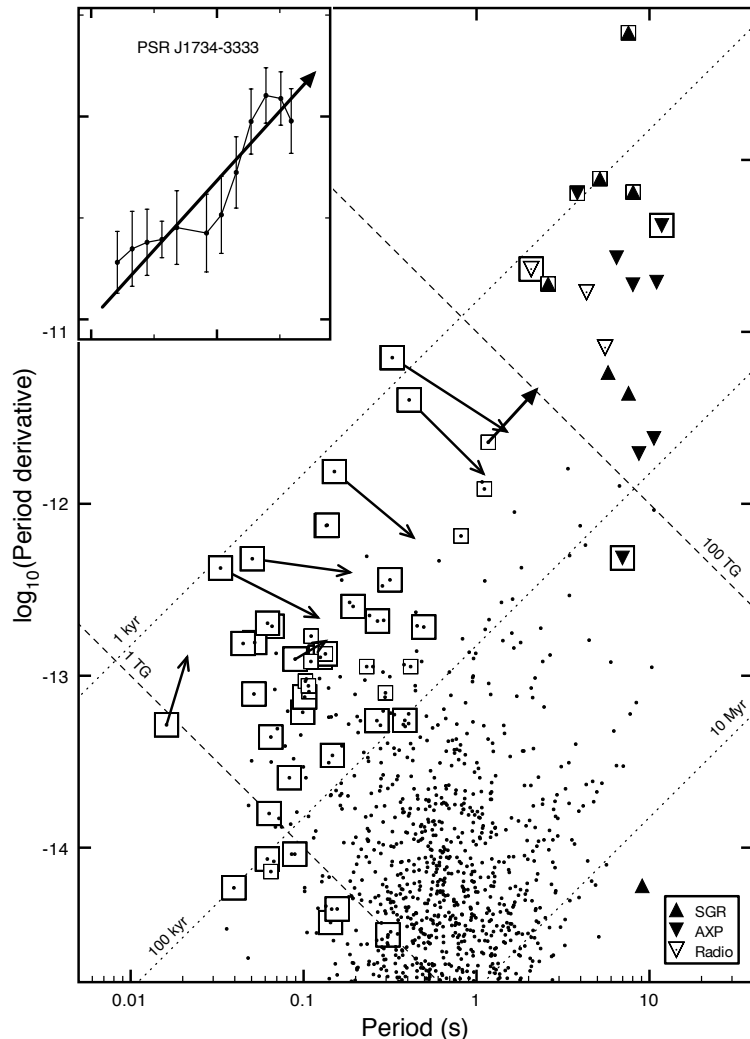 PSR J1734-3333
-11
-12
-13
-14
log₁₀(Period derivative)
1 kyr
1 TG
100 TG
10 Myr
100 kyr
SGR
AXP
Radio
0.01
0.1
1
10
Period (s)